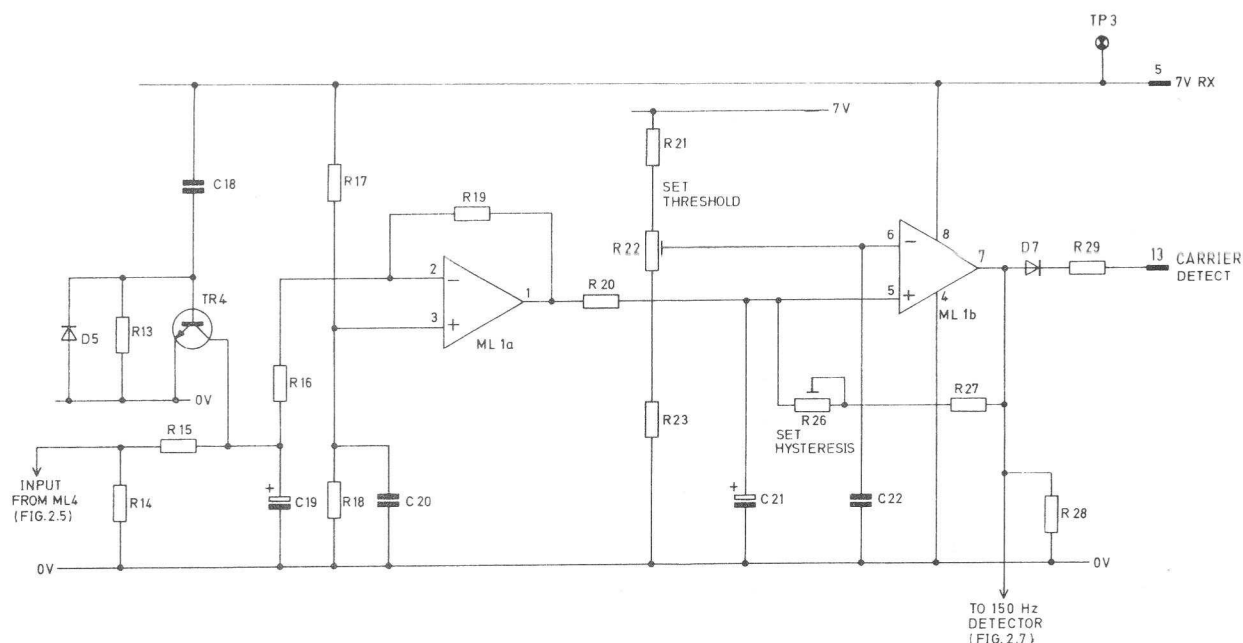 TP3
5
7V RX
7V
R21
C18
R17
SET
THRESHOLD
R19
R22
6
8
7
D7
R29
13
CARRIER
DETECT
2
TR4
1
R20
5
4
3
ML 1b
D5
R13
ML 1a
R16
R27
0V
R26
R23
SET
HYSTERESIS
R15
INPUT
FROM ML4
(FIG.2.5)
R14
+
C19
R18
C20
+
C21
C22
R28
0V
0V
TO 150 Hz
DETECTOR
(FIG.2.7)